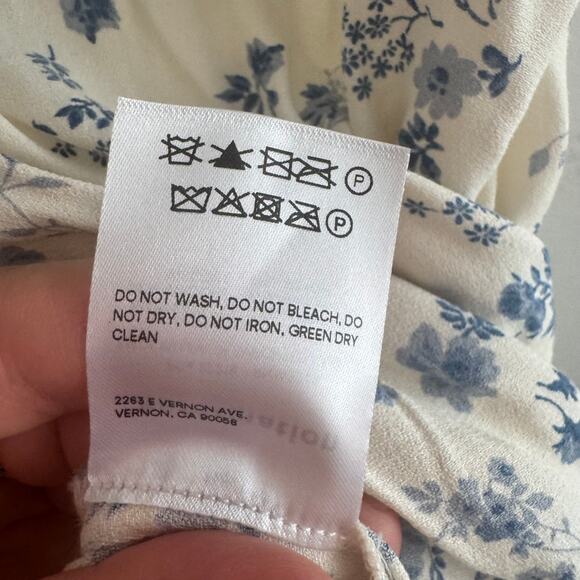 P
P
DO NOT WASH, DO NOT BLEACH, DO
NOT DRY, DO NOT IRON, GREEN DRY
CLEAN
2263 E VERNON AVE.
VERNON, CA 90058